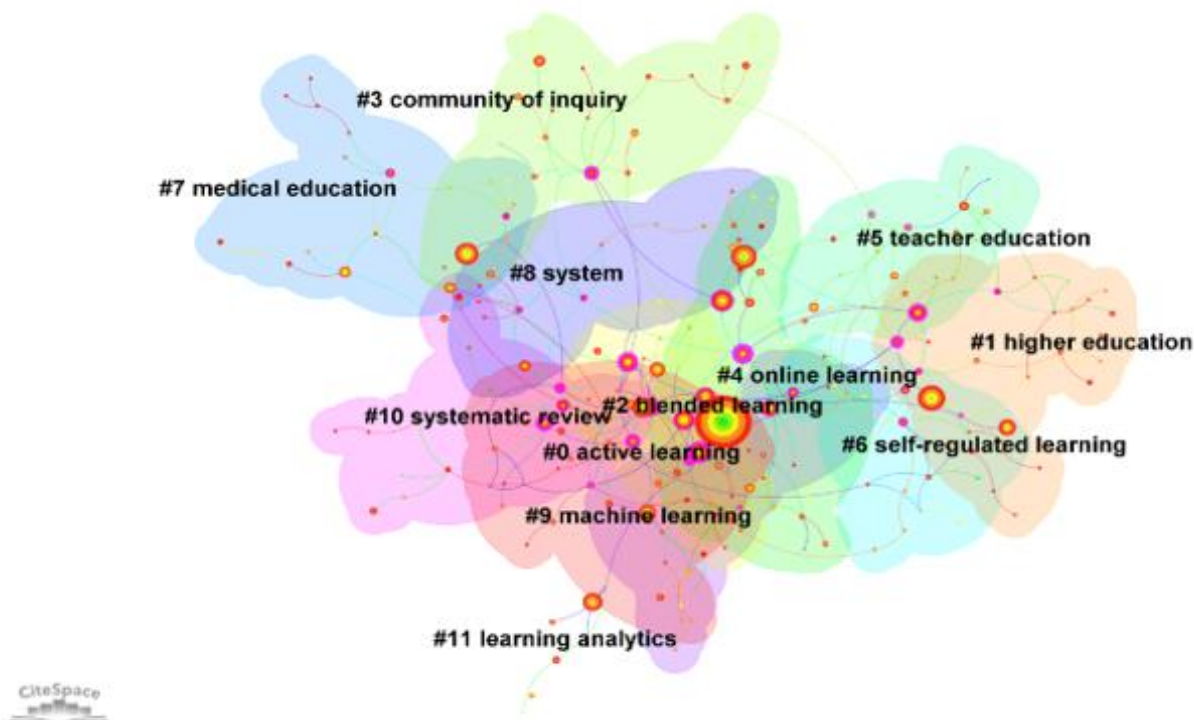 #3 community of inquiry
#7 medical education
#5 teacher education
#8 system
#1 higher education
#4 online learning
#2 blended learning
#10 systematic review
#6 self-regulated learning
#0 active learning
#9 machine learning
#11 learning analytics
CiteSpace